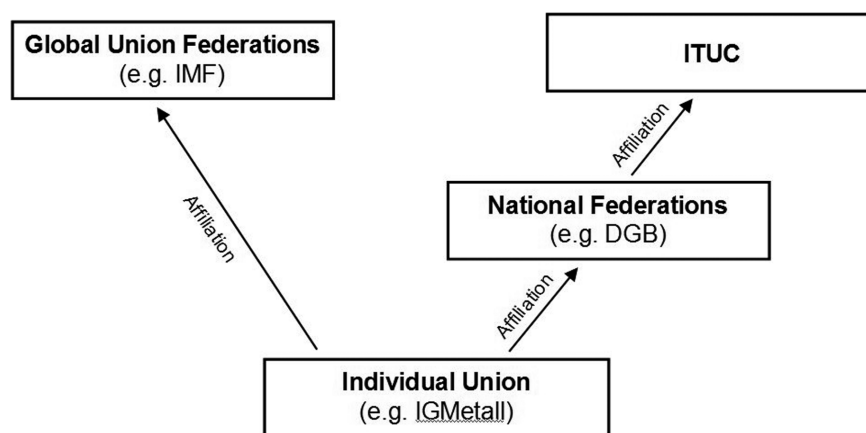 Global Union Federations
(e.g. IMF)
ITUC
Affiliation
Affiliation
National Federations
(e.g. DGB)
Affiliation
Individual Union
(e.g. IGMetall)